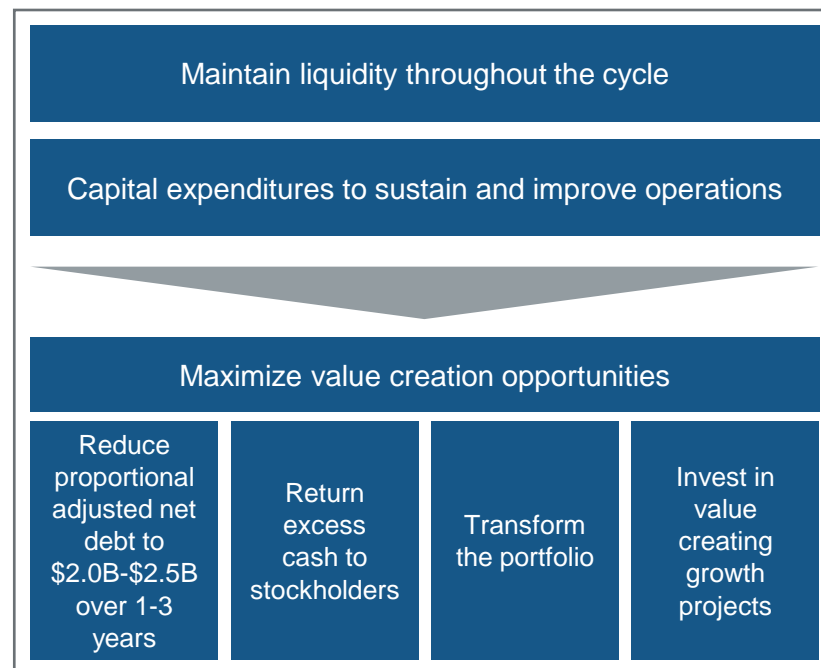 Maintain liquidity throughout the cycle
Capital expenditures to sustain and improve operations
Maximize value creation opportunities
Reduce
proportional
adjusted net
debt to
$2.0B-$2.5B
over 1-3
years
Return
excess
cash to
stockholders
Transform
the portfolio
Invest in
value
creating
growth
projects